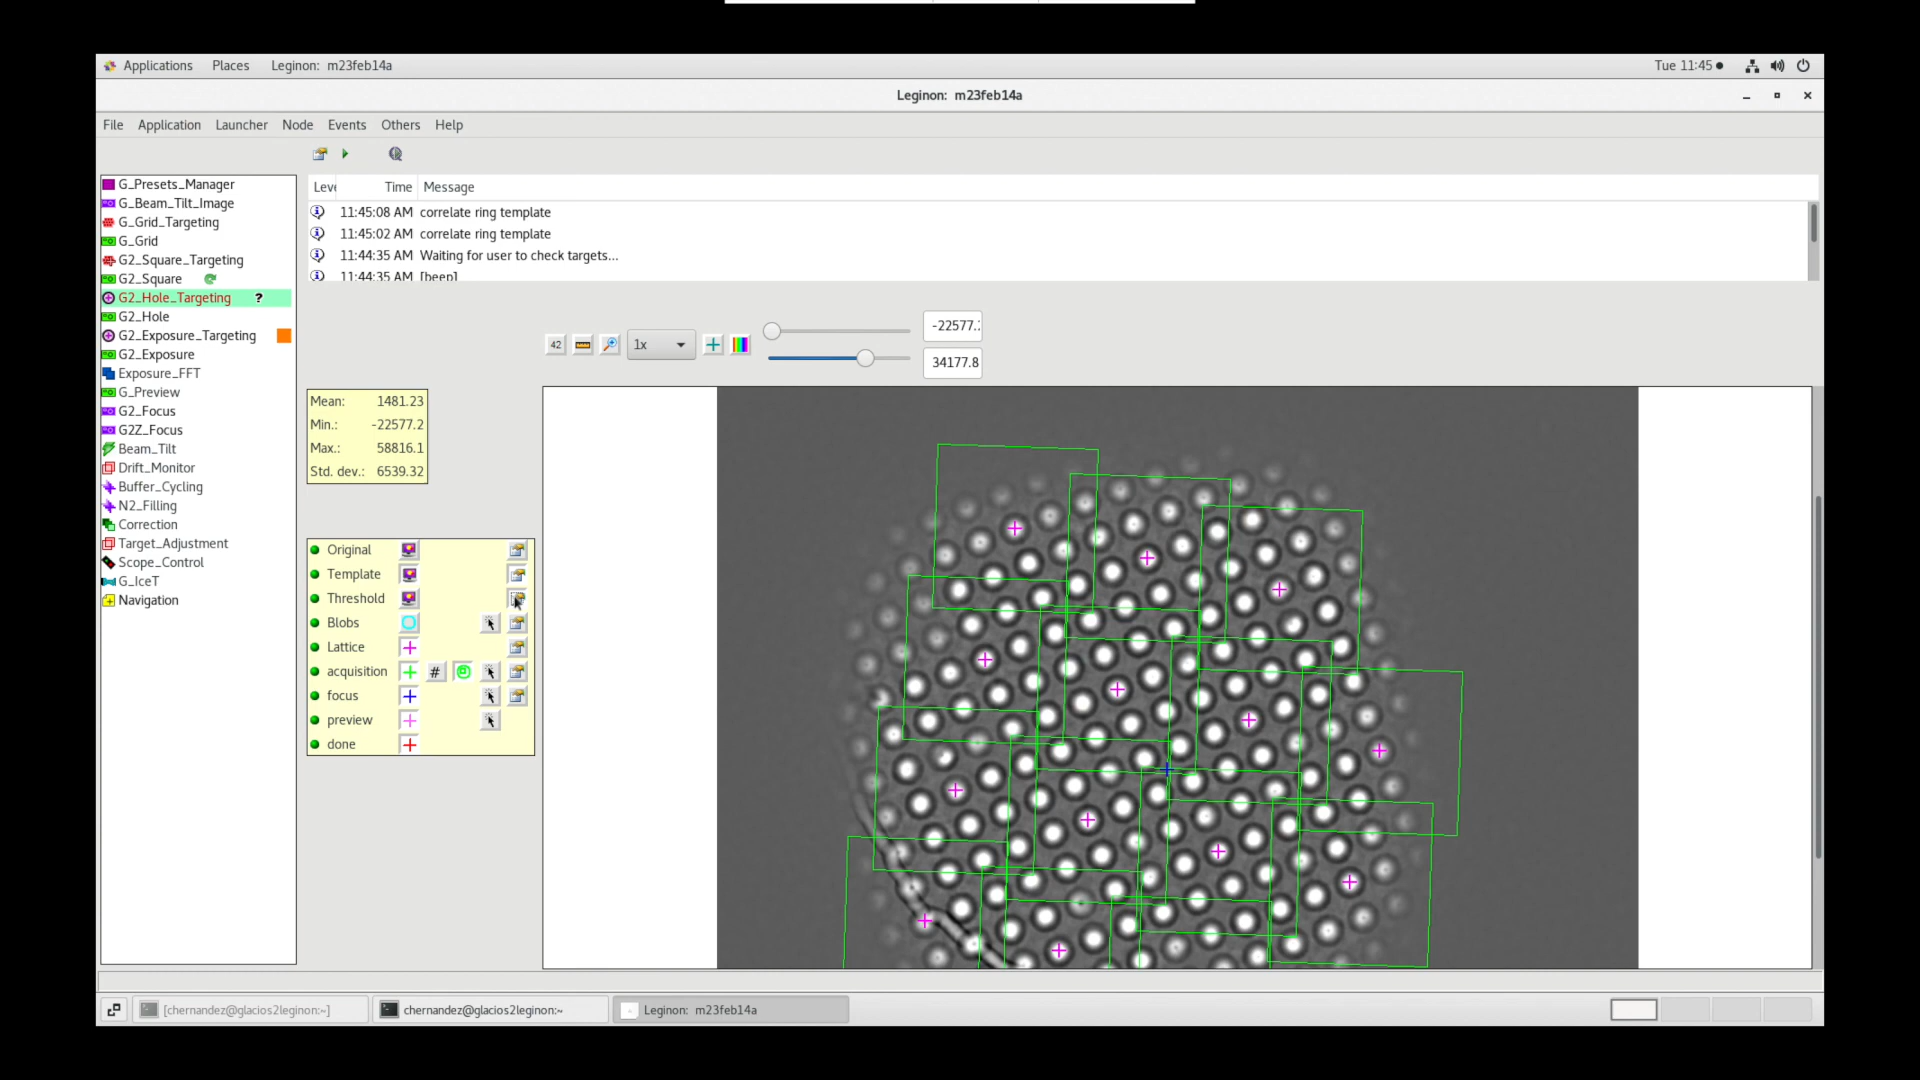 Applications Places Leginon: m23feb14a Tue 11:45
Leginon: m23feb14a
File Application Launcher Node Events Others Help
Time Message
11:45:08 AM correlate ring template
11:45:02 AM correlate ring template
11:44:35 AM Waiting for user to check targets...
11:44:35 AM [beep]
G_Presets_Manager
G_Beam_Tilt_Image
G_Grid_Targeting
G_Grid
G2_Square_Targeting
G2_Square
G2_Hole_Targeting ?
G2_Hole
G2_Exposure_Targeting
G2_Exposure
Exposure_FFT
G_Preview
G2_Focus
G2Z_Focus
Beam_Tilt
Drift_Monitor
Buffer_Cycling
N2_Filling
Correction
Target_Adjustment
Scope_Control
G_IceT
Navigation
42 1x
-22577.
34177.8
Mean: 1481.23
Min.: -22577.2
Max.: 58816.1
Std. dev.: 6539.32
Original
Template
Threshold
Blobs
Lattice
acquisition #
focus
preview
done
[chernandez@glacios2leginon:~] chernandez@glacios2leginon:~ Leginon: m23feb14a